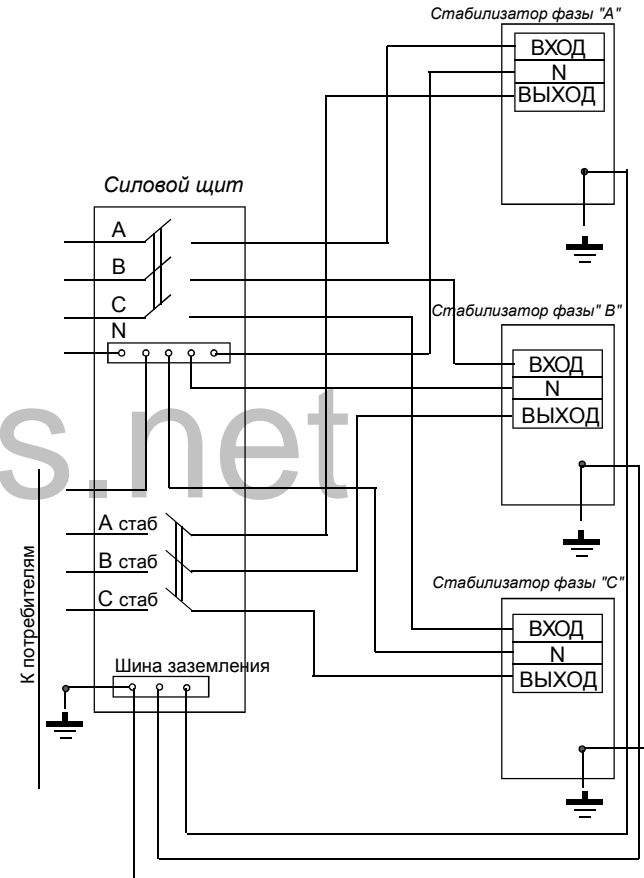 Стабилизатор фазы "А"
ВХОД
N
ВЫХОД
Силовой щит
А
В
С
N
Стабилизатор фазы" В"
ВХОД
N
ВЫХОД
s.net
К потребителям
А стаб
В стаб
С стаб
Стабилизатор фазы "С"
ВХОД
N
ВЫХОД
Шина заземления